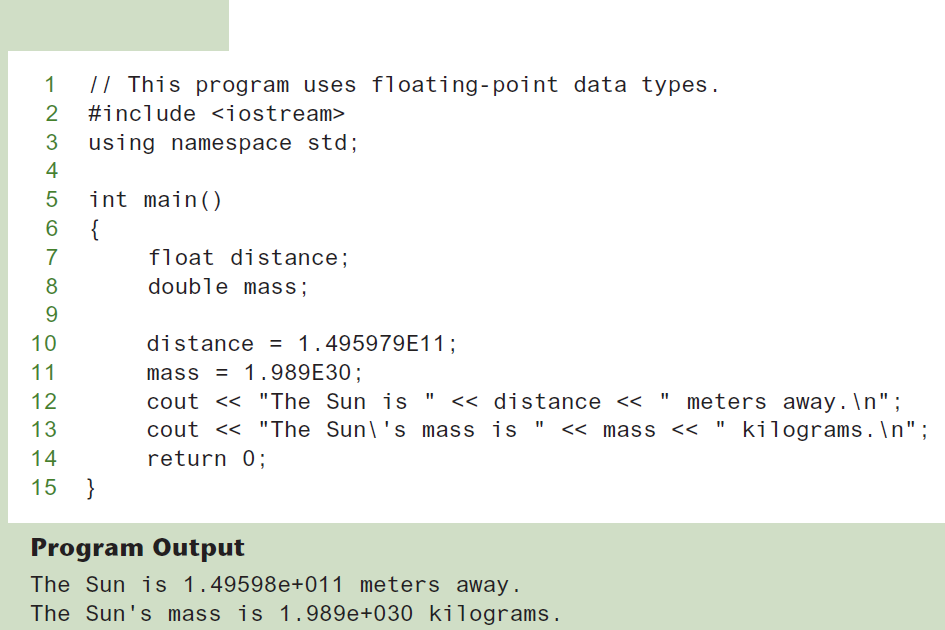 1 // This program uses floating-point data types.
2 #include <iostream>
3 using namespace std;
4
5 int main()
6 {
7 float distance;
8 double mass;
9
10 distance = 1.495979E11;
11 mass = 1.989E30;
12 cout << "The Sun is " << distance << " meters away.\n";
13 cout << "The Sun\'s mass is " << mass << " kilograms.\n";
14 return 0;
15 }
Program Output
The Sun is 1.49598e+011 meters away.
The Sun's mass is 1.989e+030 kilograms.